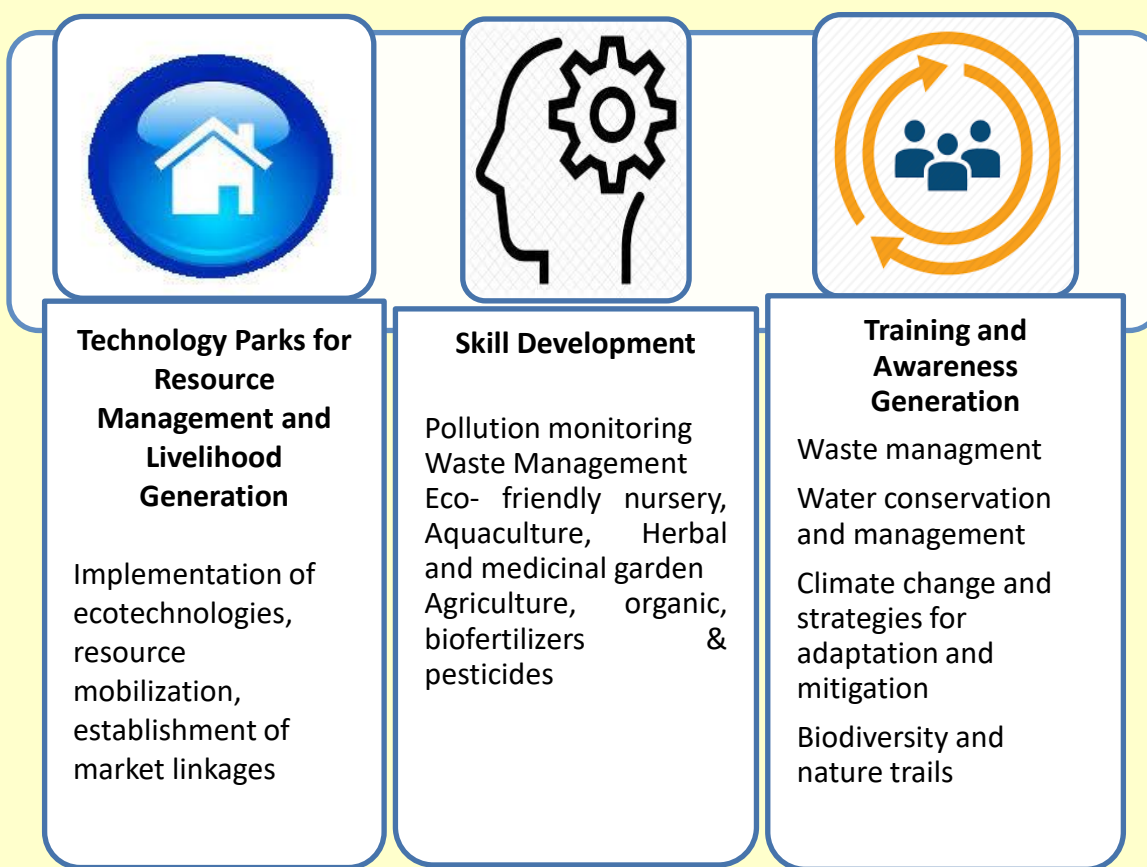 Technology Parks for
Resource
Management and
Livelihood
Generation
Implementation of
ecotechnologies,
resource
mobilization,
establishment of
market linkages
Skill Development
Pollution monitoring
Waste Management
Eco- friendly nursery,
Aquaculture, Herbal
and medicinal garden
Agriculture, organic,
biofertilizers &
pesticides
Training and
Awareness
Generation
Waste managment
Water conservation
and management
Climate change and
strategies for
adaptation and
mitigation
Biodiversity and
nature trails